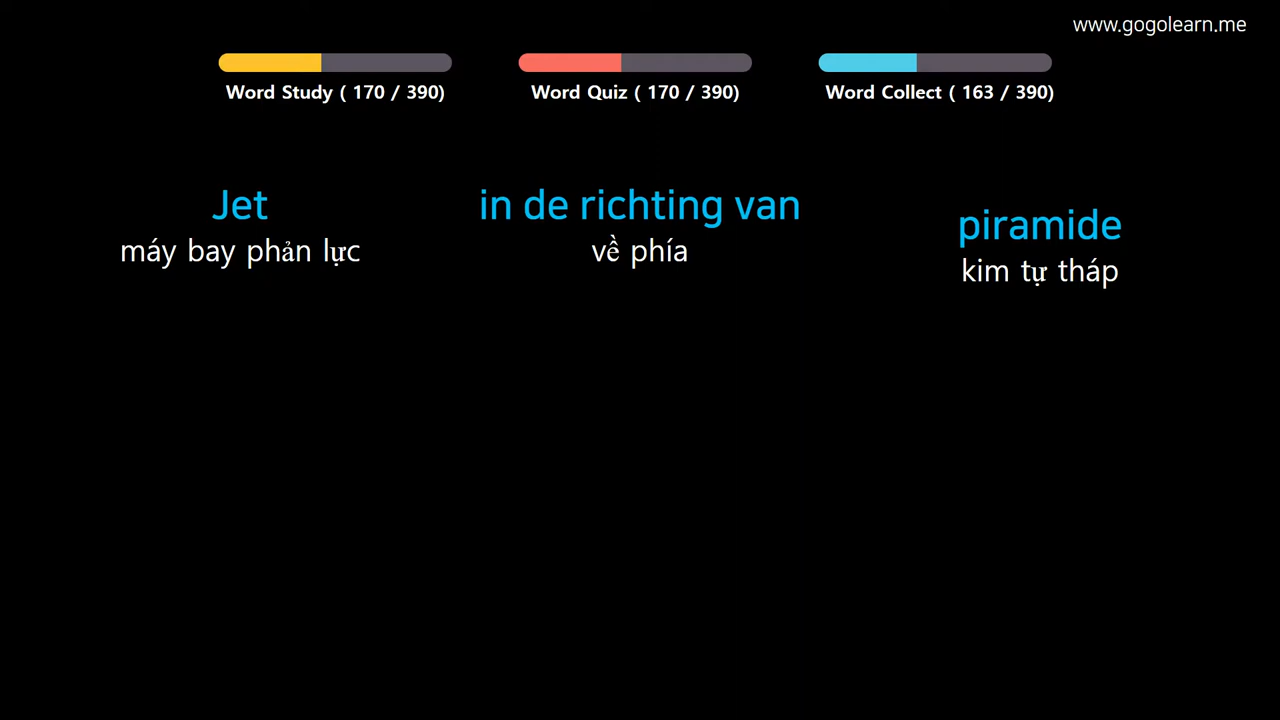 www.gogolearn.me
Word Study ( 170 / 390)
Word Quiz ( 170 / 390)
Word Collect ( 163 / 390)
Jet
máy bay phản lực
in de richting van
về phía
piramide
kim tự tháp